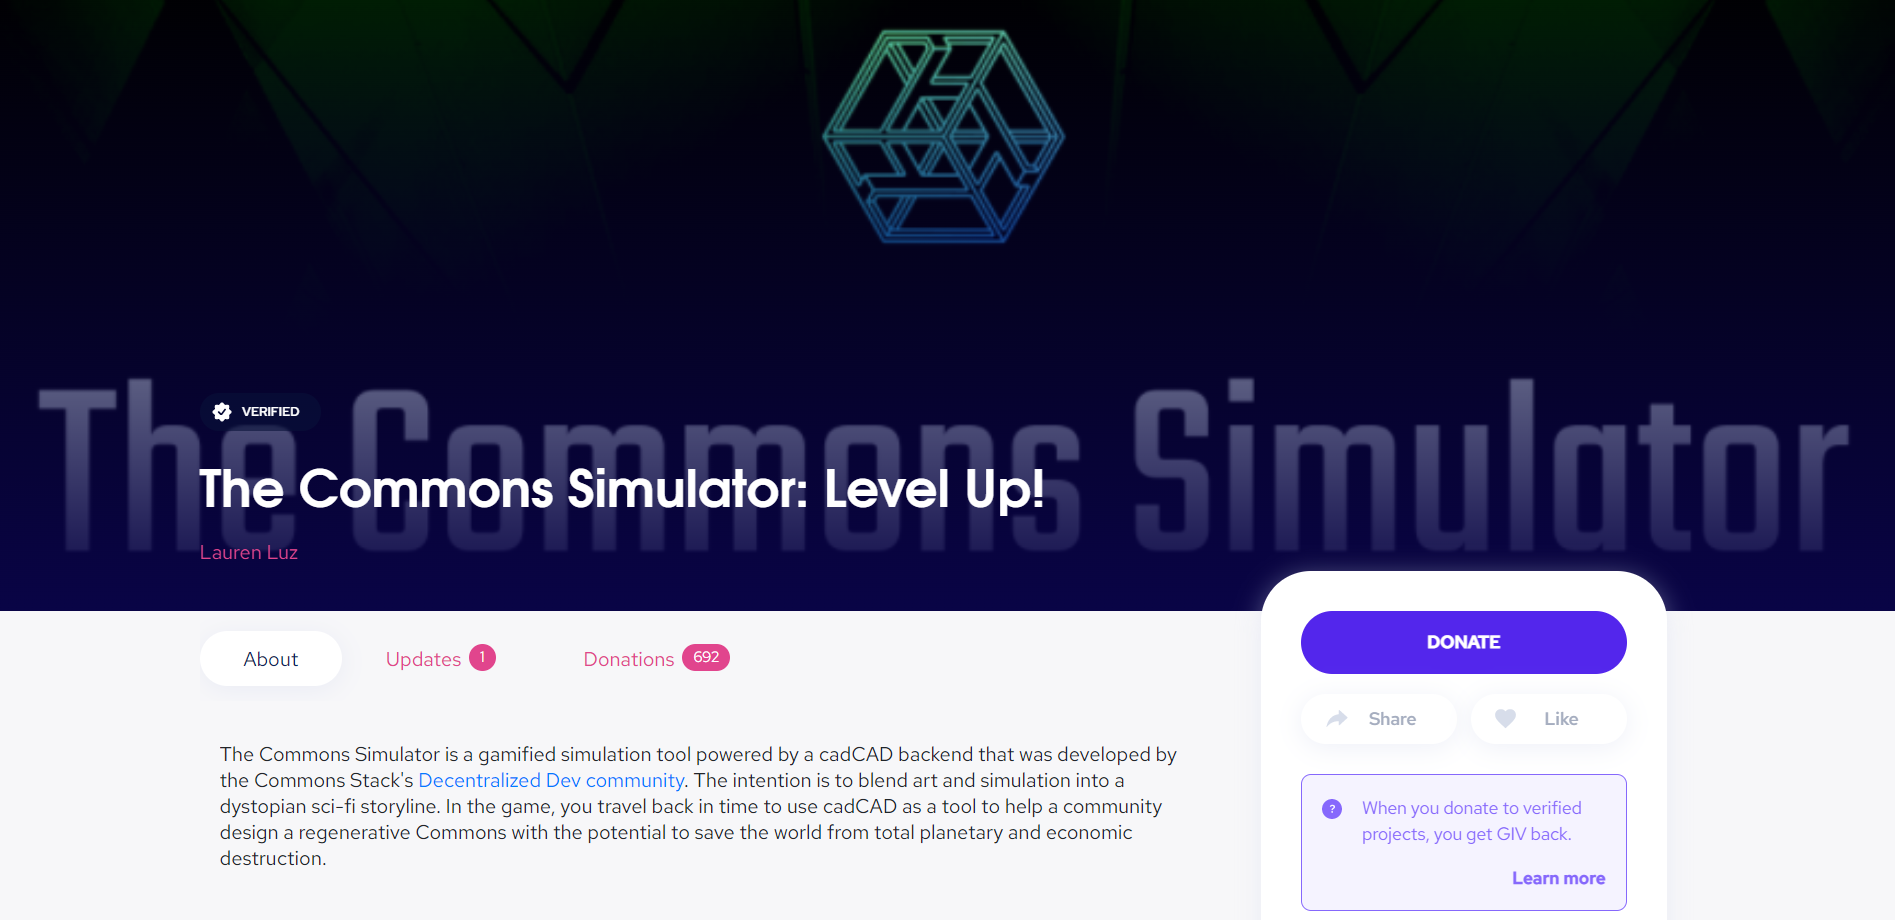 The Commons Simulator
VERIFIED
The Commons Simulator: Level Up!
Lauren Luz
DONATE
About
Updates 1
Donations 692
Share
Like
The Commons Simulator is a gamified simulation tool powered by a cadCAD backend that was developed by
the Commons Stack's Decentralized Dev community. The intention is to blend art and simulation into a
dystopian sci-fi storyline. In the game, you travel back in time to use cadCAD as a tool to help a community
design a regenerative Commons with the potential to save the world from total planetary and economic
destruction.
?
When you donate to verified
projects, you get GIV back.
Learn more